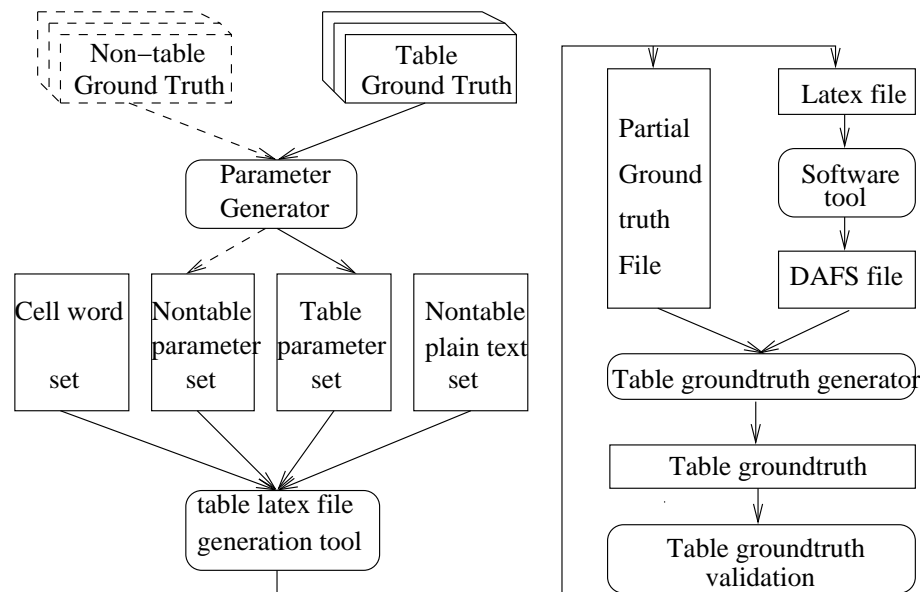 Non-table
Ground Truth
Table
Ground Truth
Parameter
Generator
Cell word
set
Nontable
parameter
set
Table
parameter
set
Nontable
plain text
set
table latex file
generation tool
Partial
Ground
truth
File
Latex file
Software
tool
DAFS file
Table groundtruth generator
Table groundtruth
Table groundtruth
validation